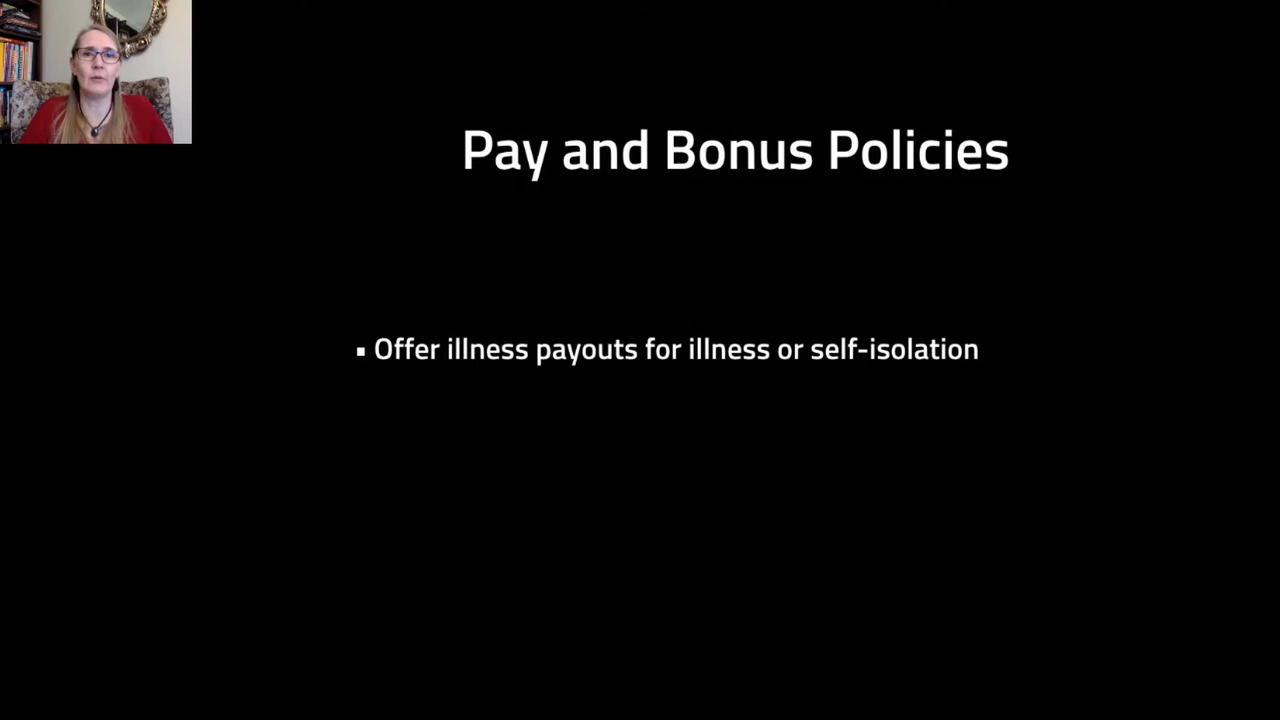 Pay and Bonus Policies
▪ Offer illness payouts for illness or self-isolation